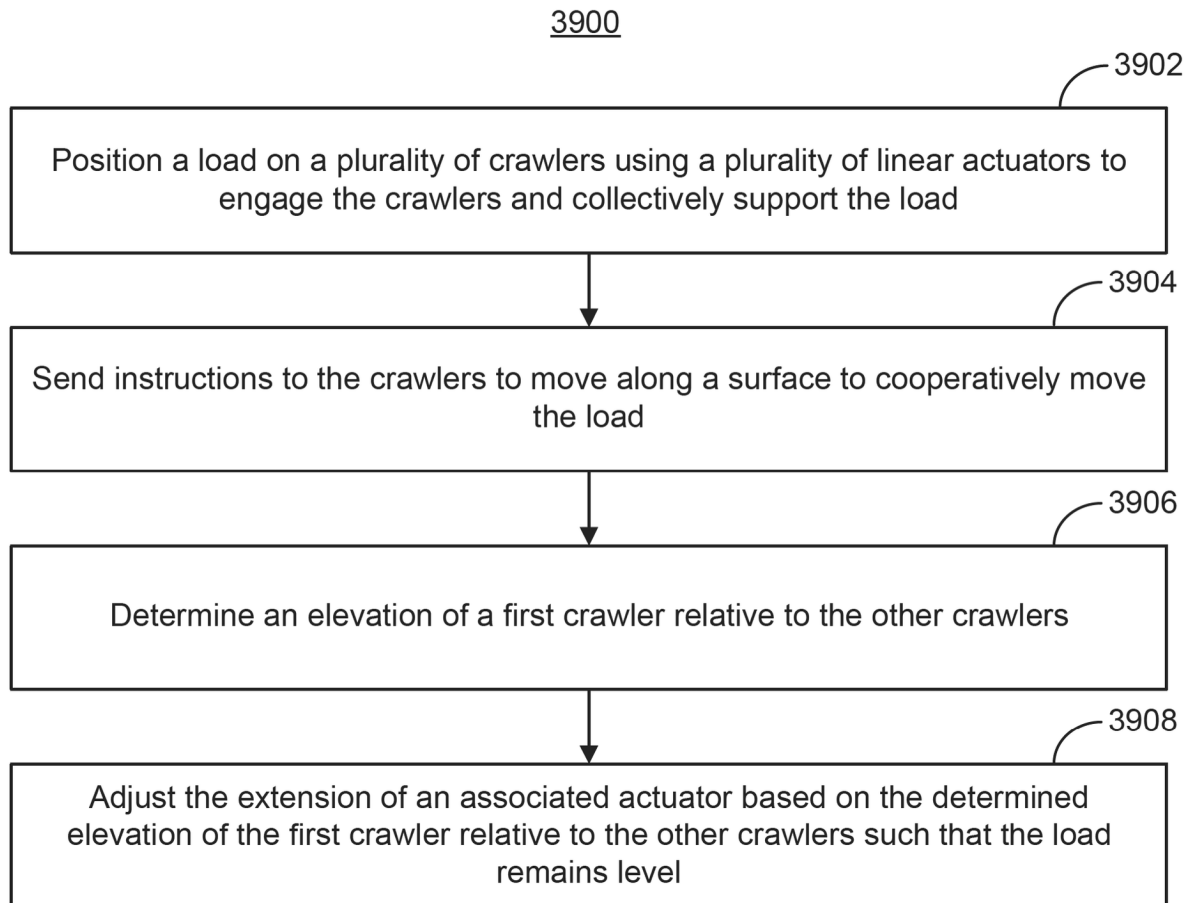 3900
3902
Position a load on a plurality of crawlers using a plurality of linear actuators to
engage the crawlers and collectively support the load
3904
Send instructions to the crawlers to move along a surface to cooperatively move
the load
3906
Determine an elevation of a first crawler relative to the other crawlers
3908
Adjust the extension of an associated actuator based on the determined
elevation of the first crawler relative to the other crawlers such that the load
remains level